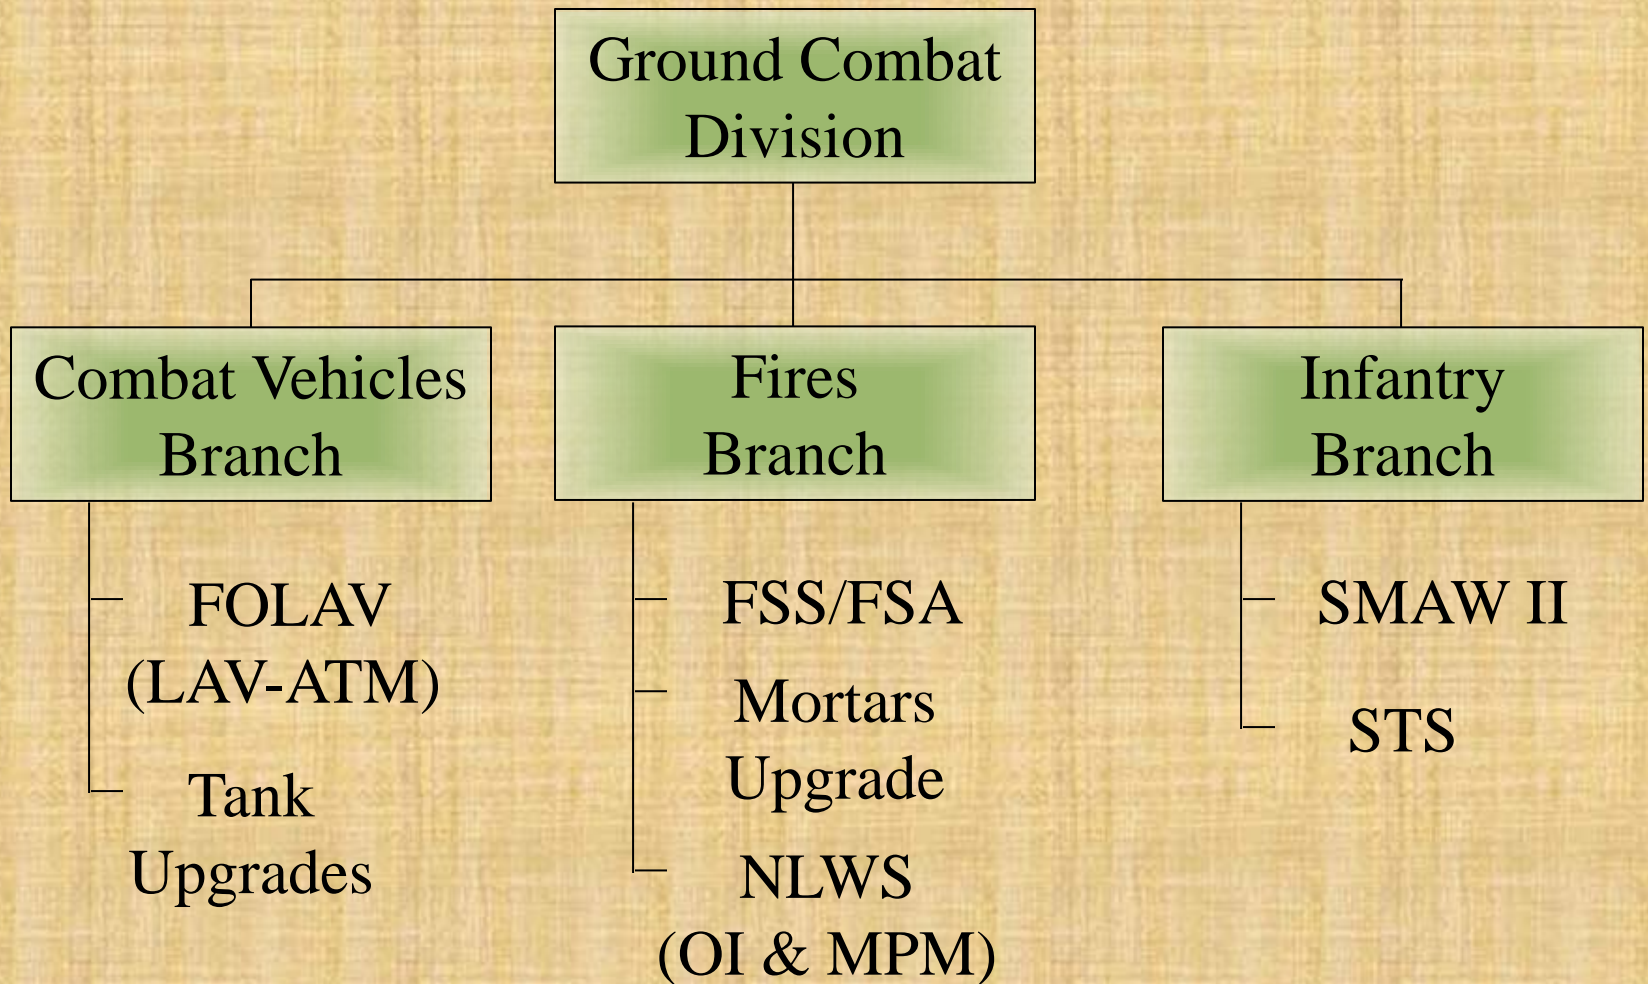 Ground Combat
Division
Combat Vehicles
Branch
FOLAV
(LAV-ATM)
Tank
Upgrades
Fires
Branch
FSS/FSA
Mortars
Upgrade
NLWS
(OI & MPM)
Infantry
Branch
SMAW II
STS